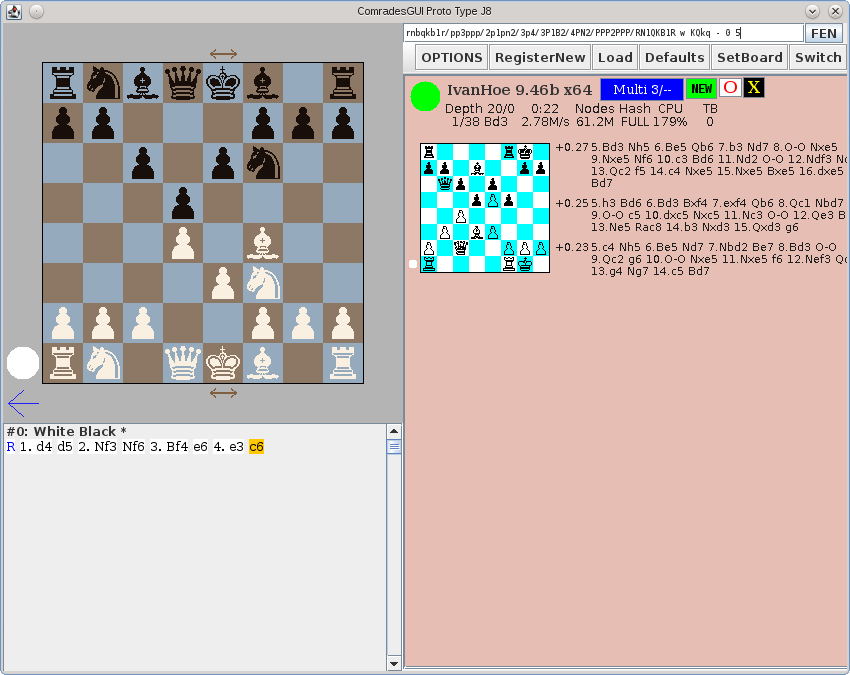 ComradesGUI Proto Type J8
rnbqkb1r/pp3ppp/2p1pn2/3p4/3P1B2/4PN2/PPP2PPP/RN1QKB1R w KQkq - 0 5
FEN
OPTIONS RegisterNew Load Defaults SetBoard Switch
IvanHoe 9.46b x64 Multi 3/-- NEW O X
Depth 20/0 0:22 Nodes Hash CPU TB
1/38 Bd3 2.78M/s 61.2M FULL 179% 0
+0.27 5.Bd3 Nh5 6.Be5 Qb6 7.b3 Nd7 8.O-O Nxe5
9.Nxe5 Nf6 10.c3 Bd6 11.Nd2 O-O 12.Ndf3 Nd
13.Qc2 f5 14.c4 Nxe5 15.Nxe5 Bxe5 16.dxe5
Bd7
+0.25 5.h3 Bd6 6.Bd3 Bxf4 7.exf4 Qb6 8.Qc1 Nbd7
9.O-O c5 10.dxc5 Nxc5 11.Nc3 O-O 12.Qe3 B
13.Ne5 Rac8 14.b3 Nxd3 15.Qxd3 g6
+0.23 5.c4 Nh5 6.Be5 Nd7 7.Nbd2 Be7 8.Bd3 O-O
9.Qc2 g6 10.O-O Nxe5 11.Nxe5 f6 12.Nef3 Qc
13.g4 Ng7 14.c5 Bd7
#0: White Black *
R 1. d4 d5 2. Nf3 Nf6 3. Bf4 e6 4. e3 c6